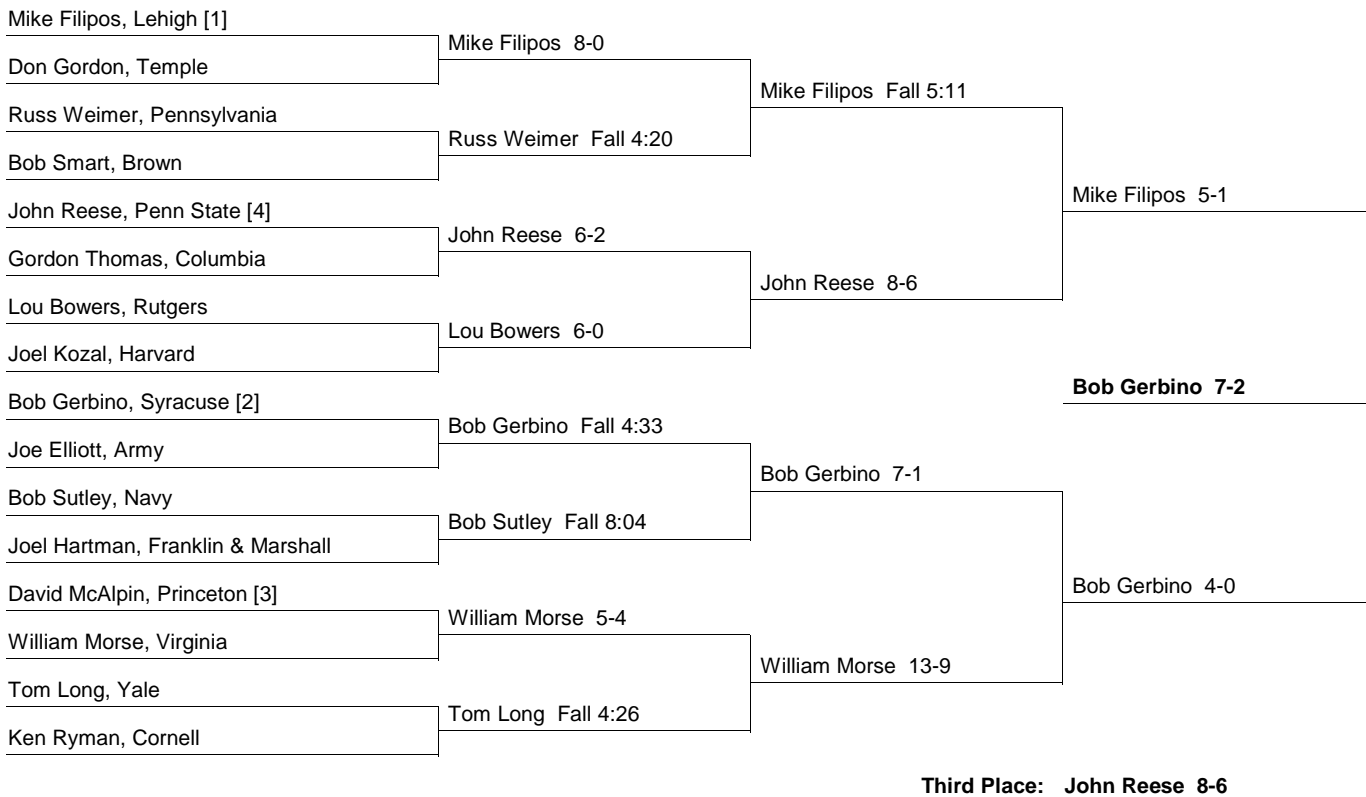 Mike Filipos, Lehigh [1]
Don Gordon, Temple
Russ Weimer, Pennsylvania
Bob Smart, Brown
John Reese, Penn State [4]
Gordon Thomas, Columbia
Lou Bowers, Rutgers
Joel Kozal, Harvard
Bob Gerbino, Syracuse [2]
Joe Elliott, Army
Bob Sutley, Navy
Joel Hartman, Franklin & Marshall
David McAlpin, Princeton [3]
William Morse, Virginia
Tom Long, Yale
Ken Ryman, Cornell
Mike Filipos 8-0
Russ Weimer Fall 4:20
John Reese 6-2
Lou Bowers 6-0
Bob Gerbino Fall 4:33
Bob Sutley Fall 8:04
William Morse 5-4
Tom Long Fall 4:26
Mike Filipos Fall 5:11
John Reese 8-6
Bob Gerbino 7-1
William Morse 13-9
Mike Filipos 5-1
Bob Gerbino 7-2
Bob Gerbino 4-0
Third Place: John Reese 8-6